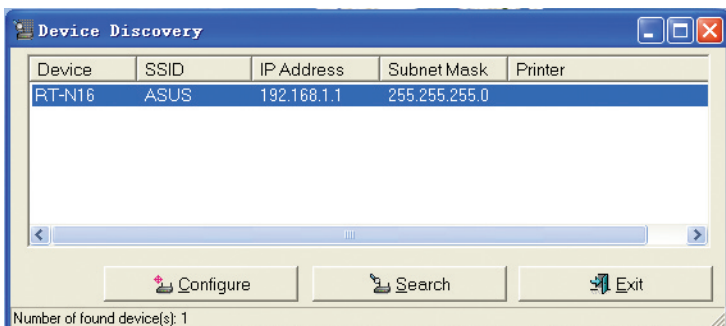 Device Discovery
Device SSID IP Address Subnet Mask Printer
RT-N16 ASUS 192.168.1.1 255.255.255.0
Configure Search Exit
Number of found device(s): 1